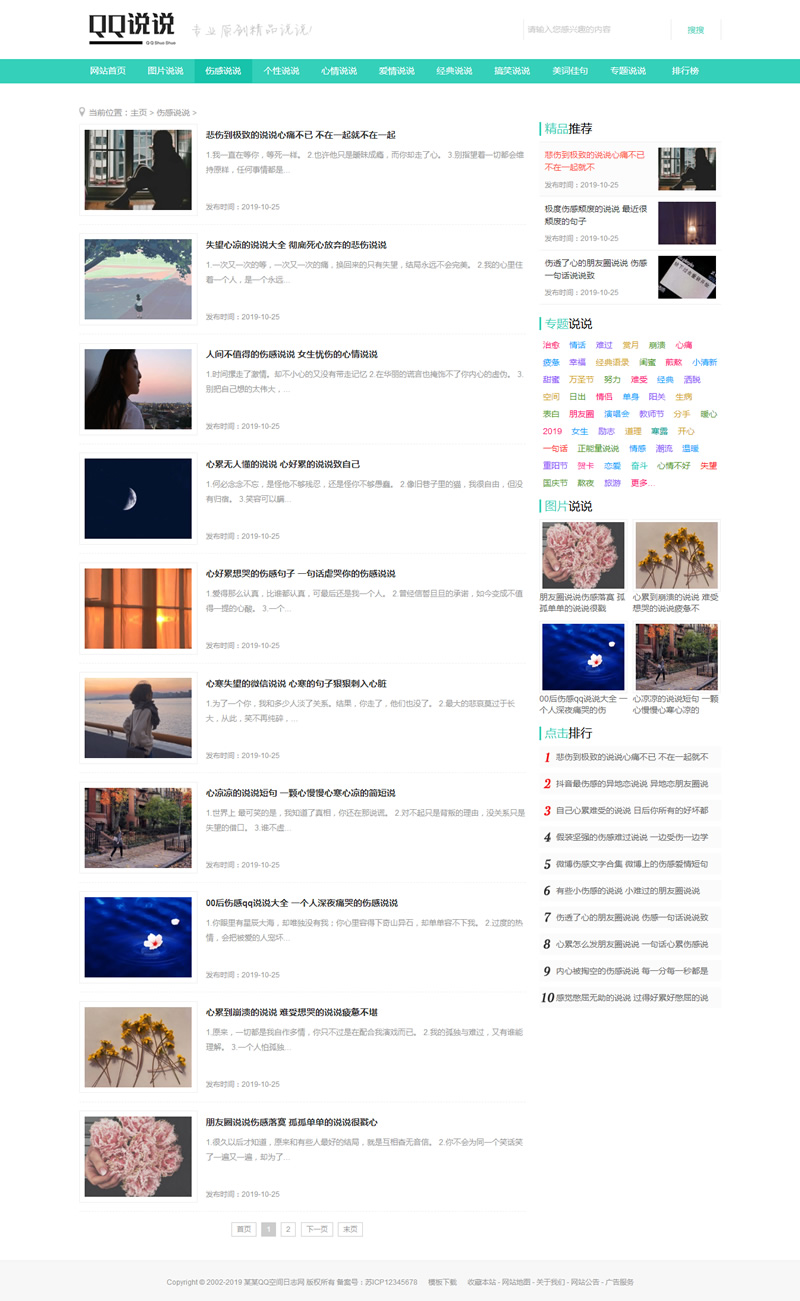 QQ说说
QQ Shuo Shuo
专业原创精品说说!
请输入您感兴趣的内容
搜搜
网站首页 图片说说 伤感说说 个性说说 心情说说 爱情说说 经典说说 搞笑说说 美词佳句 专题说说 排行榜
当前位置：主页 > 伤感说说 >
悲伤到极致的说说心痛不已 不在一起就不在一起
1.我一直在等你，等死一样。 2.也许他只是暧昧成瘾，而你却走了心。 3.别指望着一切都会维
持原样，任何事情都是...
发布时间：2019-10-25
失望心凉的说说大全 彻底死心放弃的悲伤说说
1.一次又一次的等，一次又一次的痛，换回来的只有失望，结局永远不会完美。 2.我的心里住
着一个人，是一个永远...
发布时间：2019-10-25
人间不值得的伤感说说 女生忧伤的心情说说
1.时间摞走了激情。却不小心的又没有带走记忆 2.在华丽的谎言也掩饰不了你内心的虚伪。 3.
别把自己想的太伟大，...
发布时间：2019-10-25
心累无人懂的说说 心好累的说说致自己
1.何必念念不忘，是怪他不够残忍，还是怪你不够愚蠢。 2.像旧巷子里的猫，我很自由，但没
有归宿。 3.笑容可以瞒...
发布时间：2019-10-25
心好累想哭的伤感句子 一句话虐哭你的伤感说说
1.爱得那么认真，比谁都认真，可最后还是我一个人。 2.曾经信誓旦旦的承诺，如今变成不值
得一提的心酸。 3.一个...
发布时间：2019-10-25
心寒失望的微信说说 心寒的句子狠狠刺入心脏
1.为了一个你，我和多少人淡了关系。结果，你走了，他们也没了。 2.最大的悲哀莫过于长
大，从此，笑不再纯碎，...
发布时间：2019-10-25
心凉凉的说说短句 一颗心慢慢心寒心凉的简短说
1.世界上 最可笑的是，我知道了真相，你还在那说谎。 2.对不起只是背叛的理由，没关系只是
失望的借口。 3.谁不虚...
发布时间：2019-10-25
00后伤感qq说说大全 一个人深夜痛哭的伤感说说
1.你眼里有星辰大海，却唯独没有我；你心里容得下奇山异石，却单单容不下我。 2.过度的热
情，会把被爱的人宠坏...
发布时间：2019-10-25
心累到崩溃的说说 难受想哭的说说疲惫不堪
1.原来，一切都是我自作多情，你只不过是在配合我演戏而已。 2.我的孤独与难过，又有谁能
理解。 3.一个人怕孤独...
发布时间：2019-10-25
朋友圈说说伤感落寞 孤孤单单的说说很戳心
1.很久以后才知道，原来和有些人最好的结局，就是互相杳无音信。 2.你不会为同一个笑话笑
了一遍又一遍，却为了...
发布时间：2019-10-25
首页 1 2 下一页 末页
精品推荐
悲伤到极致的说说心痛不已
不在一起就不
发布时间：2019-10-25
极度伤感颓废的说说 最近很
颓废的句子
发布时间：2019-10-25
伤透了心的朋友圈说说 伤感
一句话说说致
发布时间：2019-10-25
专题说说
治愈 情话 难过 赏月 崩溃 心痛
疲惫 幸福 经典语录 闺蜜 煎熬 小清新
甜蜜 万圣节 努力 难受 经典 洒脱
空间 日出 情侣 单身 阳关 生病
表白 朋友圈 演唱会 教师节 分手 暖心
2019 女生 励志 道理 寒露 开心
一句话 正能量说说 情感 潮流 温暖
重阳节 贺卡 恋爱 奋斗 心情不好 失望
国庆节 熬夜 旅游 更多...
图片说说
朋友圈说说伤感落寞 孤
孤单单的说说很戳
心累到崩溃的说说 难受
想哭的说说疲惫不
00后伤感qq说说大全 一
个人深夜痛哭的伤
心凉凉的说说短句 一颗
心慢慢心寒心凉的
点击排行
1 悲伤到极致的说说心痛不已 不在一起就不
2 抖音最伤感的异地恋说说 异地恋朋友圈说
3 自己心累难受的说说 日后你所有的好坏都
4 假装坚强的伤感难过说说 一边受伤一边学
5 微博伤感文字合集 微博上的伤感爱情短句
6 有些小伤感的说说 小难过的朋友圈说说
7 伤透了心的朋友圈说说 伤感一句话说说致
8 心累怎么发朋友圈说说 一句话心累伤感说
9 内心被掏空的伤感说说 每一分每一秒都是
10 感觉憋屈无助的说说 过得好累好憋屈的说
Copyright © 2002-2019 某某QQ空间日志网 版权所有 备案号：苏ICP12345678 模板下载 收藏本站 - 网站地图 - 关于我们 - 网站公告 - 广告服务